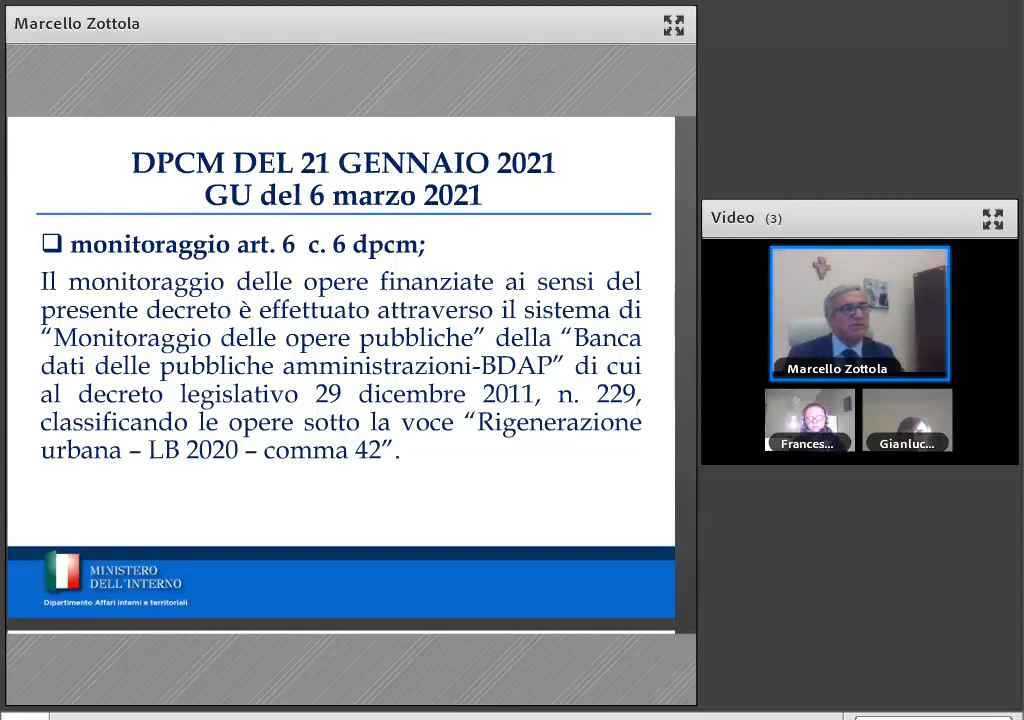 Marcello Zottola
DPCM DEL 21 GENNAIO 2021
GU del 6 marzo 2021
❑ monitoraggio art. 6 c. 6 dpcm;
Il monitoraggio delle opere finanziate ai sensi del
presente decreto è effettuato attraverso il sistema di
“Monitoraggio delle opere pubbliche” della “Banca
dati delle pubbliche amministrazioni-BDAP” di cui
al decreto legislativo 29 dicembre 2011, n. 229,
classificando le opere sotto la voce “Rigenerazione
urbana – LB 2020 – comma 42”.
MINISTERO
DELL'INTERNO
Dipartimento Affari interni e territoriali
Video (3)
Marcello Zottola
Frances...
Gianluc...